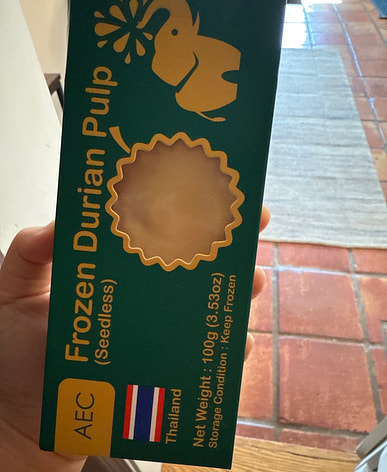 Frozen Durian Pulp
(Seedless)
AEC
Thailand
Net Weight : 100g (3.53oz)
Storage Condition : Keep Frozen